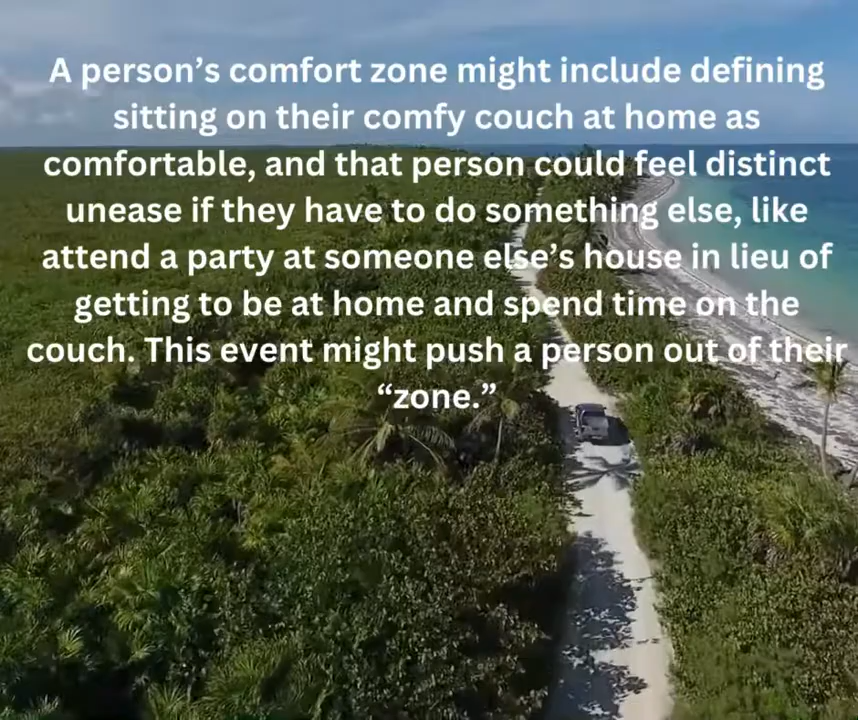 A person’s comfort zone might include defining
sitting on their comfy couch at home as
comfortable, and that person could feel distinct
unease if they have to do something else, like
attend a party at someone else’s house in lieu of
getting to be at home and spend time on the
couch. This event might push a person out of their
“zone.”